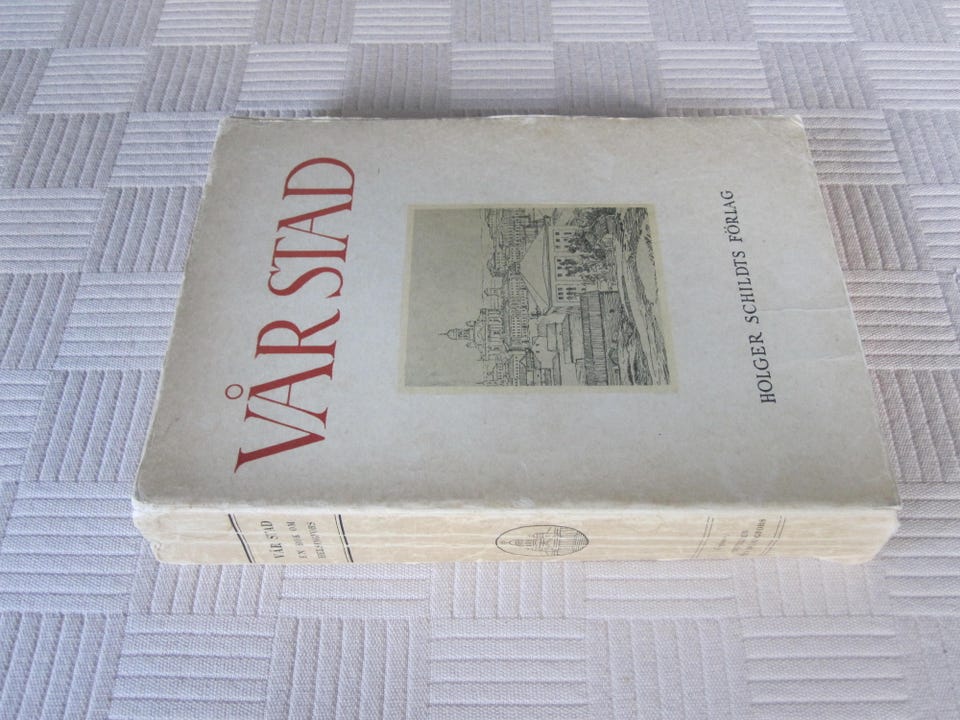 VÅR STAD
HOLGER SCHILDTS FÖRLAG
VÅR STAD
EN BOK OM
HELSINGFORS